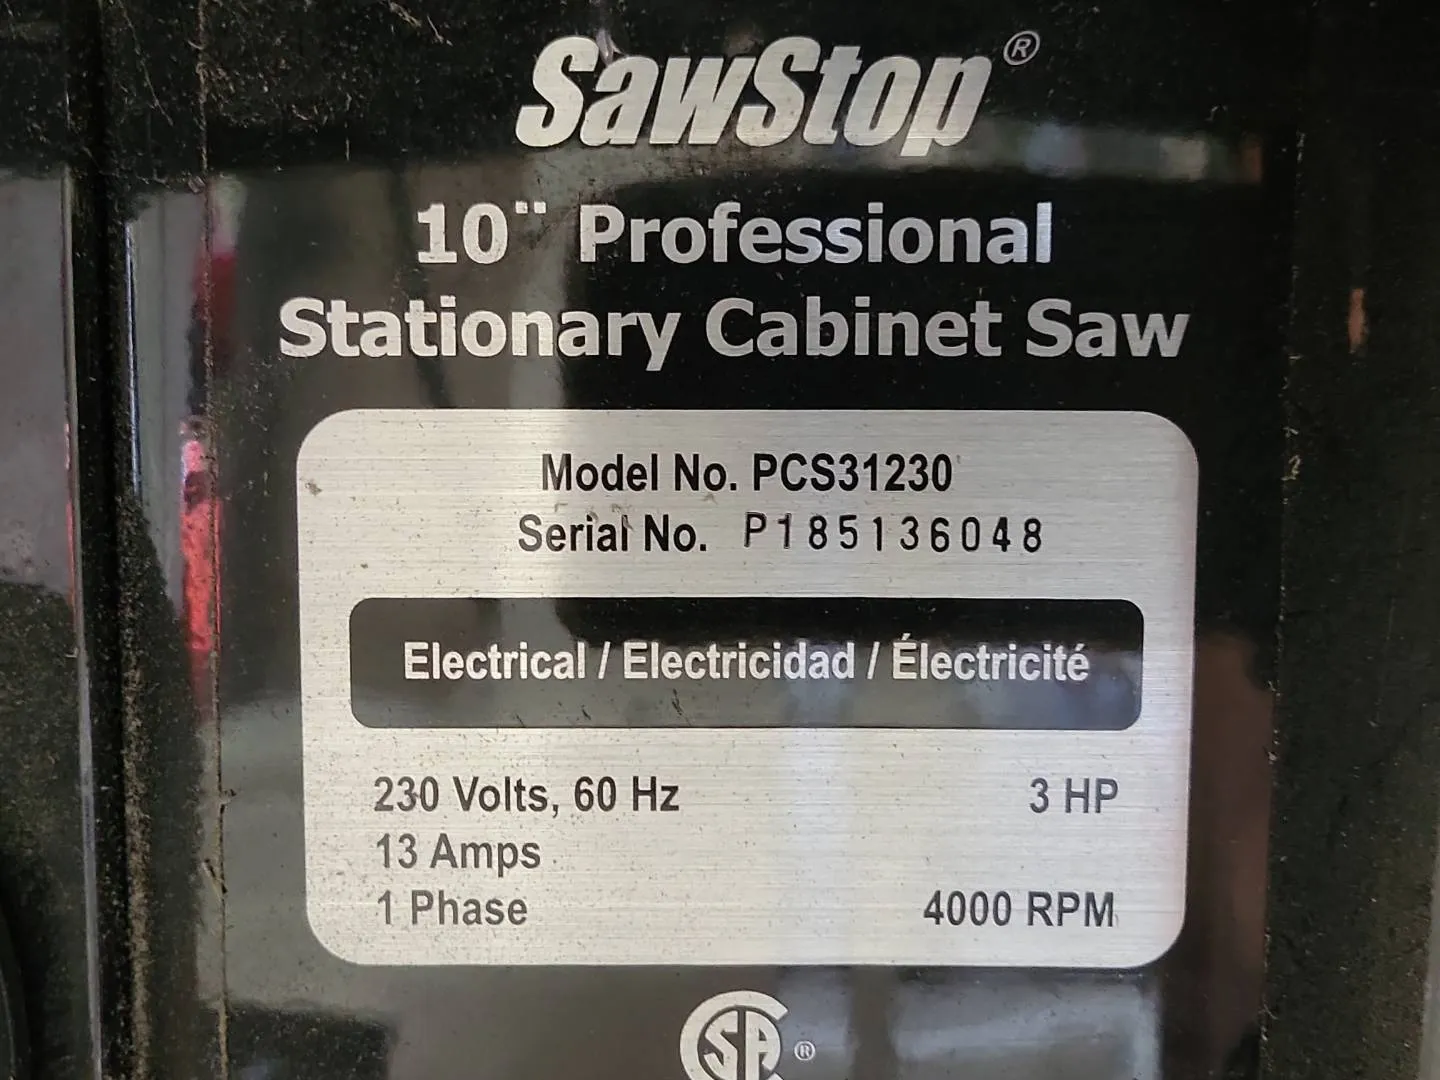 SawStop®
10¨ Professional
Stationary Cabinet Saw
Model No. PCS31230
Serial No. P185136048
Electrical / Electricidad / Électricité
230 Volts, 60 Hz 3 HP
13 Amps
1 Phase 4000 RPM
SA ®